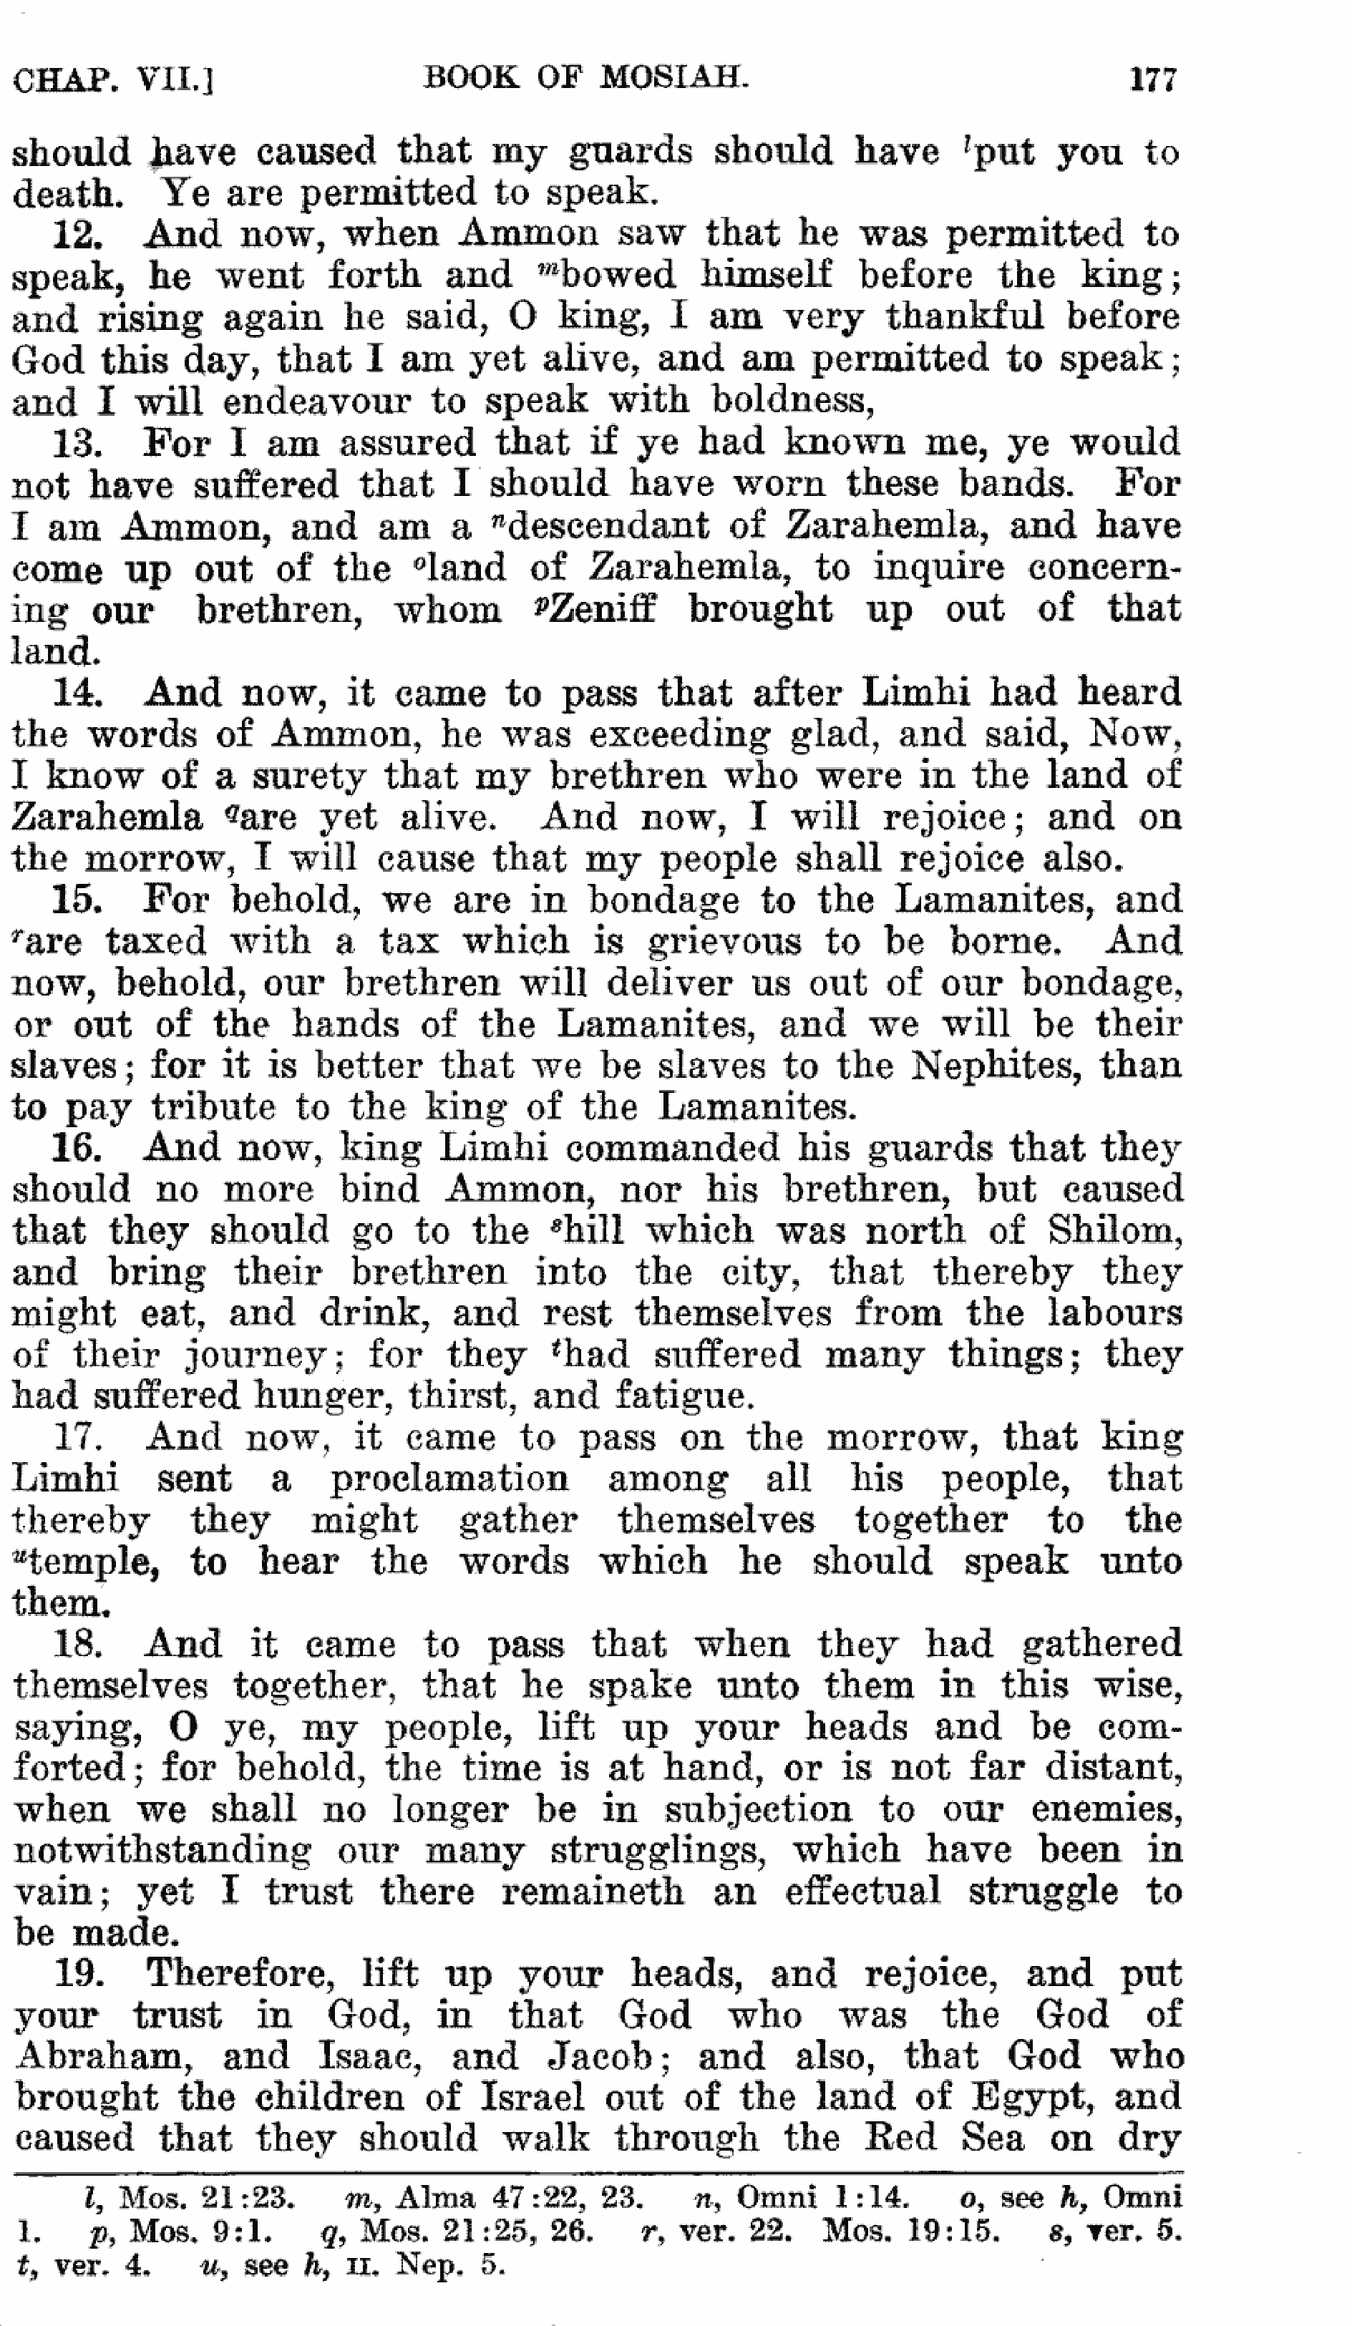 CHAP. VII.] BOOK OF MOSIAH. 177
should have caused that my guards should have lput you to
death. Ye are permitted to speak.
12. And now, when Ammon saw that he was permitted to
speak, he went forth and mbowed himself before the king;
and rising again he said, O king, I am very thankful before
God this day, that I am yet alive, and am permitted to speak;
and I will endeavour to speak with boldness,
13. For I am assured that if ye had known me, ye would
not have suffered that I should have worn these bands. For
I am Ammon, and am a ndescendant of Zarahemla, and have
come up out of the oland of Zarahemla, to inquire concern-
ing our brethren, whom pZeniff brought up out of that
land.
14. And now, it came to pass that after Limhi had heard
the words of Ammon, he was exceeding glad, and said, Now,
I know of a surety that my brethren who were in the land of
Zarahemla qare yet alive. And now, I will rejoice; and on
the morrow, I will cause that my people shall rejoice also.
15. For behold, we are in bondage to the Lamanites, and
rare taxed with a tax which is grievous to be borne. And
now, behold, our brethren will deliver us out of our bondage,
or out of the hands of the Lamanites, and we will be their
slaves; for it is better that we be slaves to the Nephites, than
to pay tribute to the king of the Lamanites.
16. And now, king Limhi commanded his guards that they
should no more bind Ammon, nor his brethren, but caused
that they should go to the shill which was north of Shilom,
and bring their brethren into the city, that thereby they
might eat, and drink, and rest themselves from the labours
of their journey; for they thad suffered many things; they
had suffered hunger, thirst, and fatigue.
17. And now, it came to pass on the morrow, that king
Limhi sent a proclamation among all his people, that
thereby they might gather themselves together to the
utemple, to hear the words which he should speak unto
them.
18. And it came to pass that when they had gathered
themselves together, that he spake unto them in this wise,
saying, O ye, my people, lift up your heads and be com-
forted; for behold, the time is at hand, or is not far distant,
when we shall no longer be in subjection to our enemies,
notwithstanding our many strugglings, which have been in
vain; yet I trust there remaineth an effectual struggle to
be made.
19. Therefore, lift up your heads, and rejoice, and put
your trust in God, in that God who was the God of
Abraham, and Isaac, and Jacob; and also, that God who
brought the children of Israel out of the land of Egypt, and
caused that they should walk through the Red Sea on dry
l, Mos. 21:23. m, Alma 47:22, 23. n, Omni 1:14. o, see h, Omni
1. p, Mos. 9:1. q, Mos. 21:25, 26. r, ver. 22. Mos. 19:15. s, ver. 5.
t, ver. 4. u, see h, II. Nep. 5.